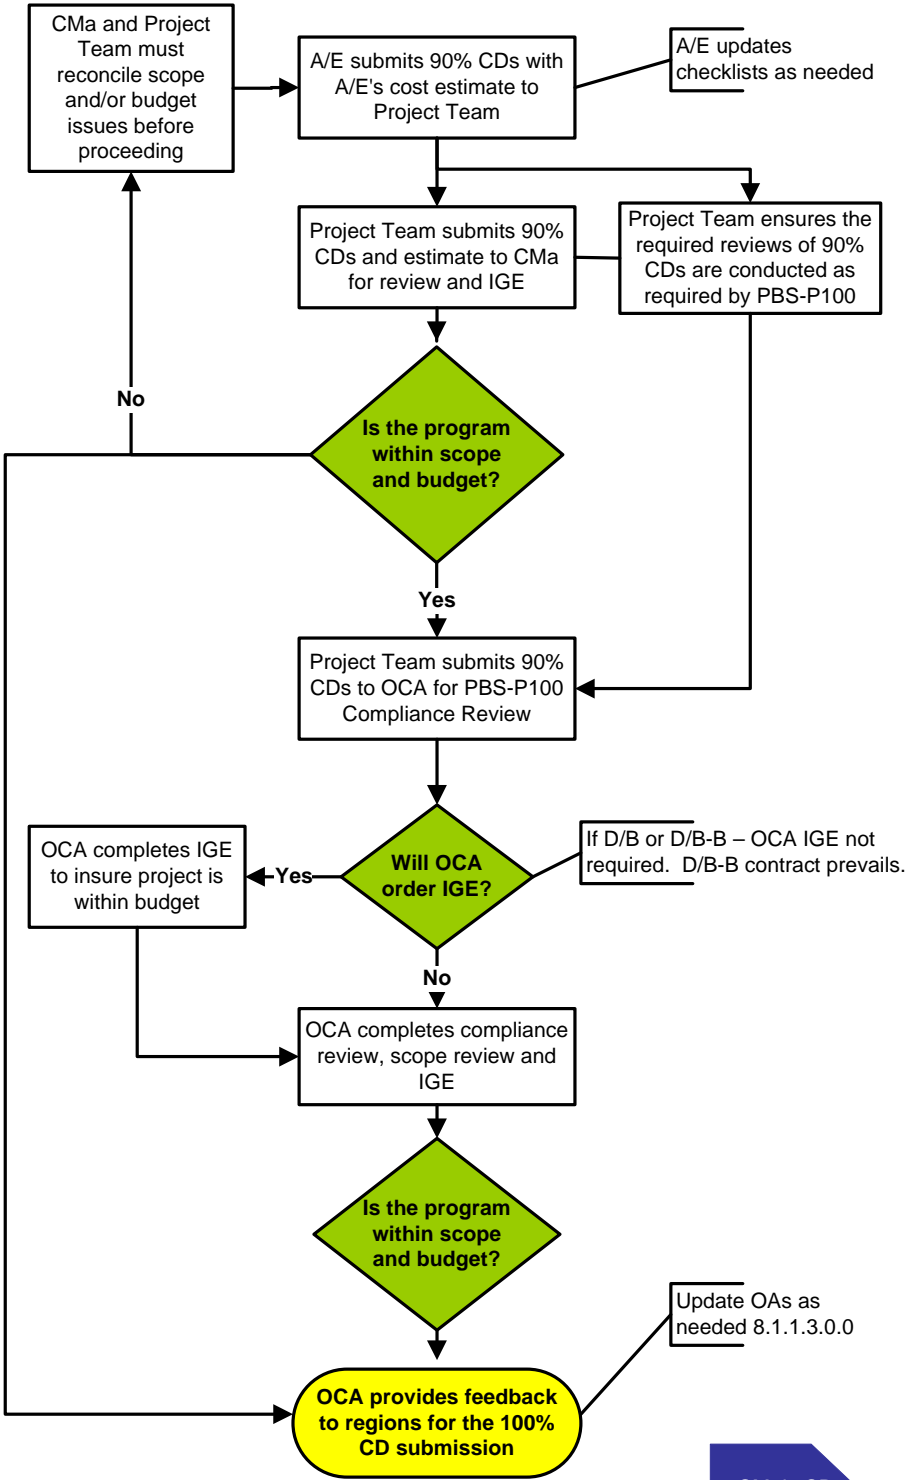 CMa and Project
Team must
reconcile scope
and/or budget
issues before
proceeding
A/E submits 90% CDs with
A/E's cost estimate to
Project Team
A/E updates
checklists as needed
Project Team submits 90%
CDs and estimate to CMa
for review and IGE
Project Team ensures the
required reviews of 90%
CDs are conducted as
required by PBS-P100
No
Is the program
within scope
and budget?
Yes
Project Team submits 90%
CDs to OCA for PBS-P100
Compliance Review
OCA completes IGE
to insure project is
within budget
Yes
Will OCA
order IGE?
If D/B or D/B-B – OCA IGE not
required.  D/B-B contract prevails.
No
OCA completes compliance
review, scope review and
IGE
Is the program
within scope
and budget?
Update OAs as
needed 8.1.1.3.0.0
OCA provides feedback
to regions for the 100%
CD submission